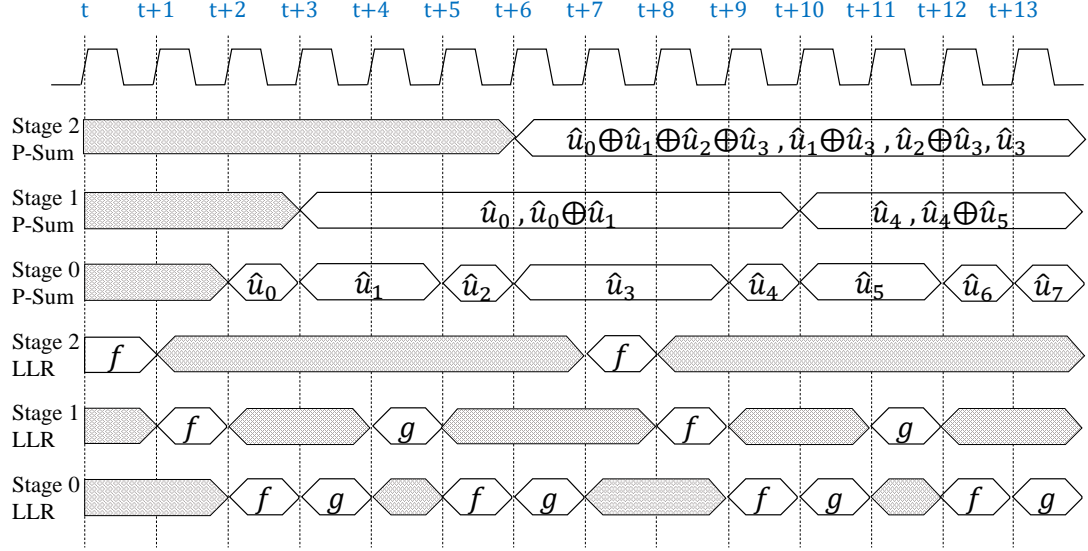 t t+1 t+2 t+3 t+4 t+5 t+6 t+7 t+8 t+9 t+10 t+11 t+12 t+13
Stage 2
P-Sum
û₀⊕û₁⊕û₂⊕û₃ ,û₁⊕û₃ ,û₂⊕û₃, û₃
Stage 1
P-Sum
û₀ ,û₀⊕û₁ û₄ ,û₄⊕û₅
Stage 0
P-Sum
û₀ û₁ û₂ û₃ û₄ û₅ û₆ û₇
Stage 2
LLR
f f
Stage 1
LLR
f g f g
Stage 0
LLR
f g f g f g f g